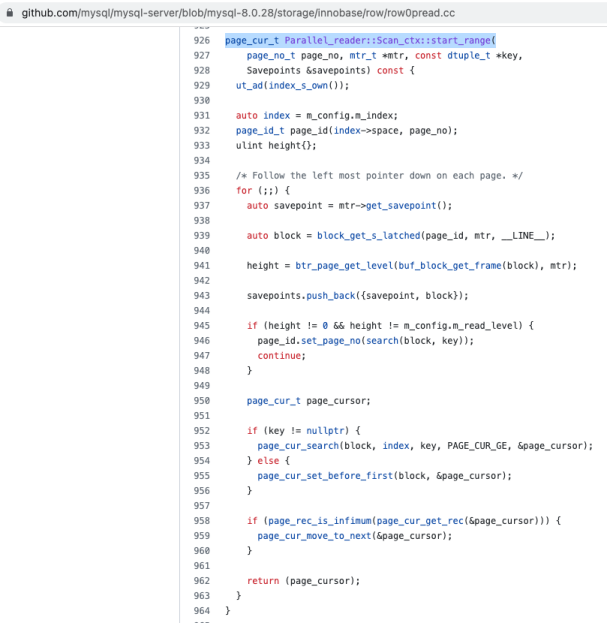 github.com/mysql/mysql-server/blob/mysql-8.0.28/storage/innobase/row/row0pread.cc
926 page_cur_t Parallel_reader::Scan_ctx::start_range(
927     page_no_t page_no, mtr_t *mtr, const dtuple_t *key,
928     Savepoints &savepoints) const {
929   ut_ad(index_s_own());
930
931   auto index = m_config.m_index;
932   page_id_t page_id(index->space, page_no);
933   ulint height{};
934
935   /* Follow the left most pointer down on each page. */
936   for (;;) {
937     auto savepoint = mtr->get_savepoint();
938
939     auto block = block_get_s_latched(page_id, mtr, __LINE__);
940
941     height = btr_page_get_level(buf_block_get_frame(block), mtr);
942
943     savepoints.push_back({savepoint, block});
944
945     if (height != 0 && height != m_config.m_read_level) {
946       page_id.set_page_no(search(block, key));
947       continue;
948     }
949
950     page_cur_t page_cursor;
951
952     if (key != nullptr) {
953       page_cur_search(block, index, key, PAGE_CUR_GE, &page_cursor);
954     } else {
955       page_cur_set_before_first(block, &page_cursor);
956     }
957
958     if (page_rec_is_infimum(page_cur_get_rec(&page_cursor))) {
959       page_cur_move_to_next(&page_cursor);
960     }
961
962     return (page_cursor);
963   }
964 }